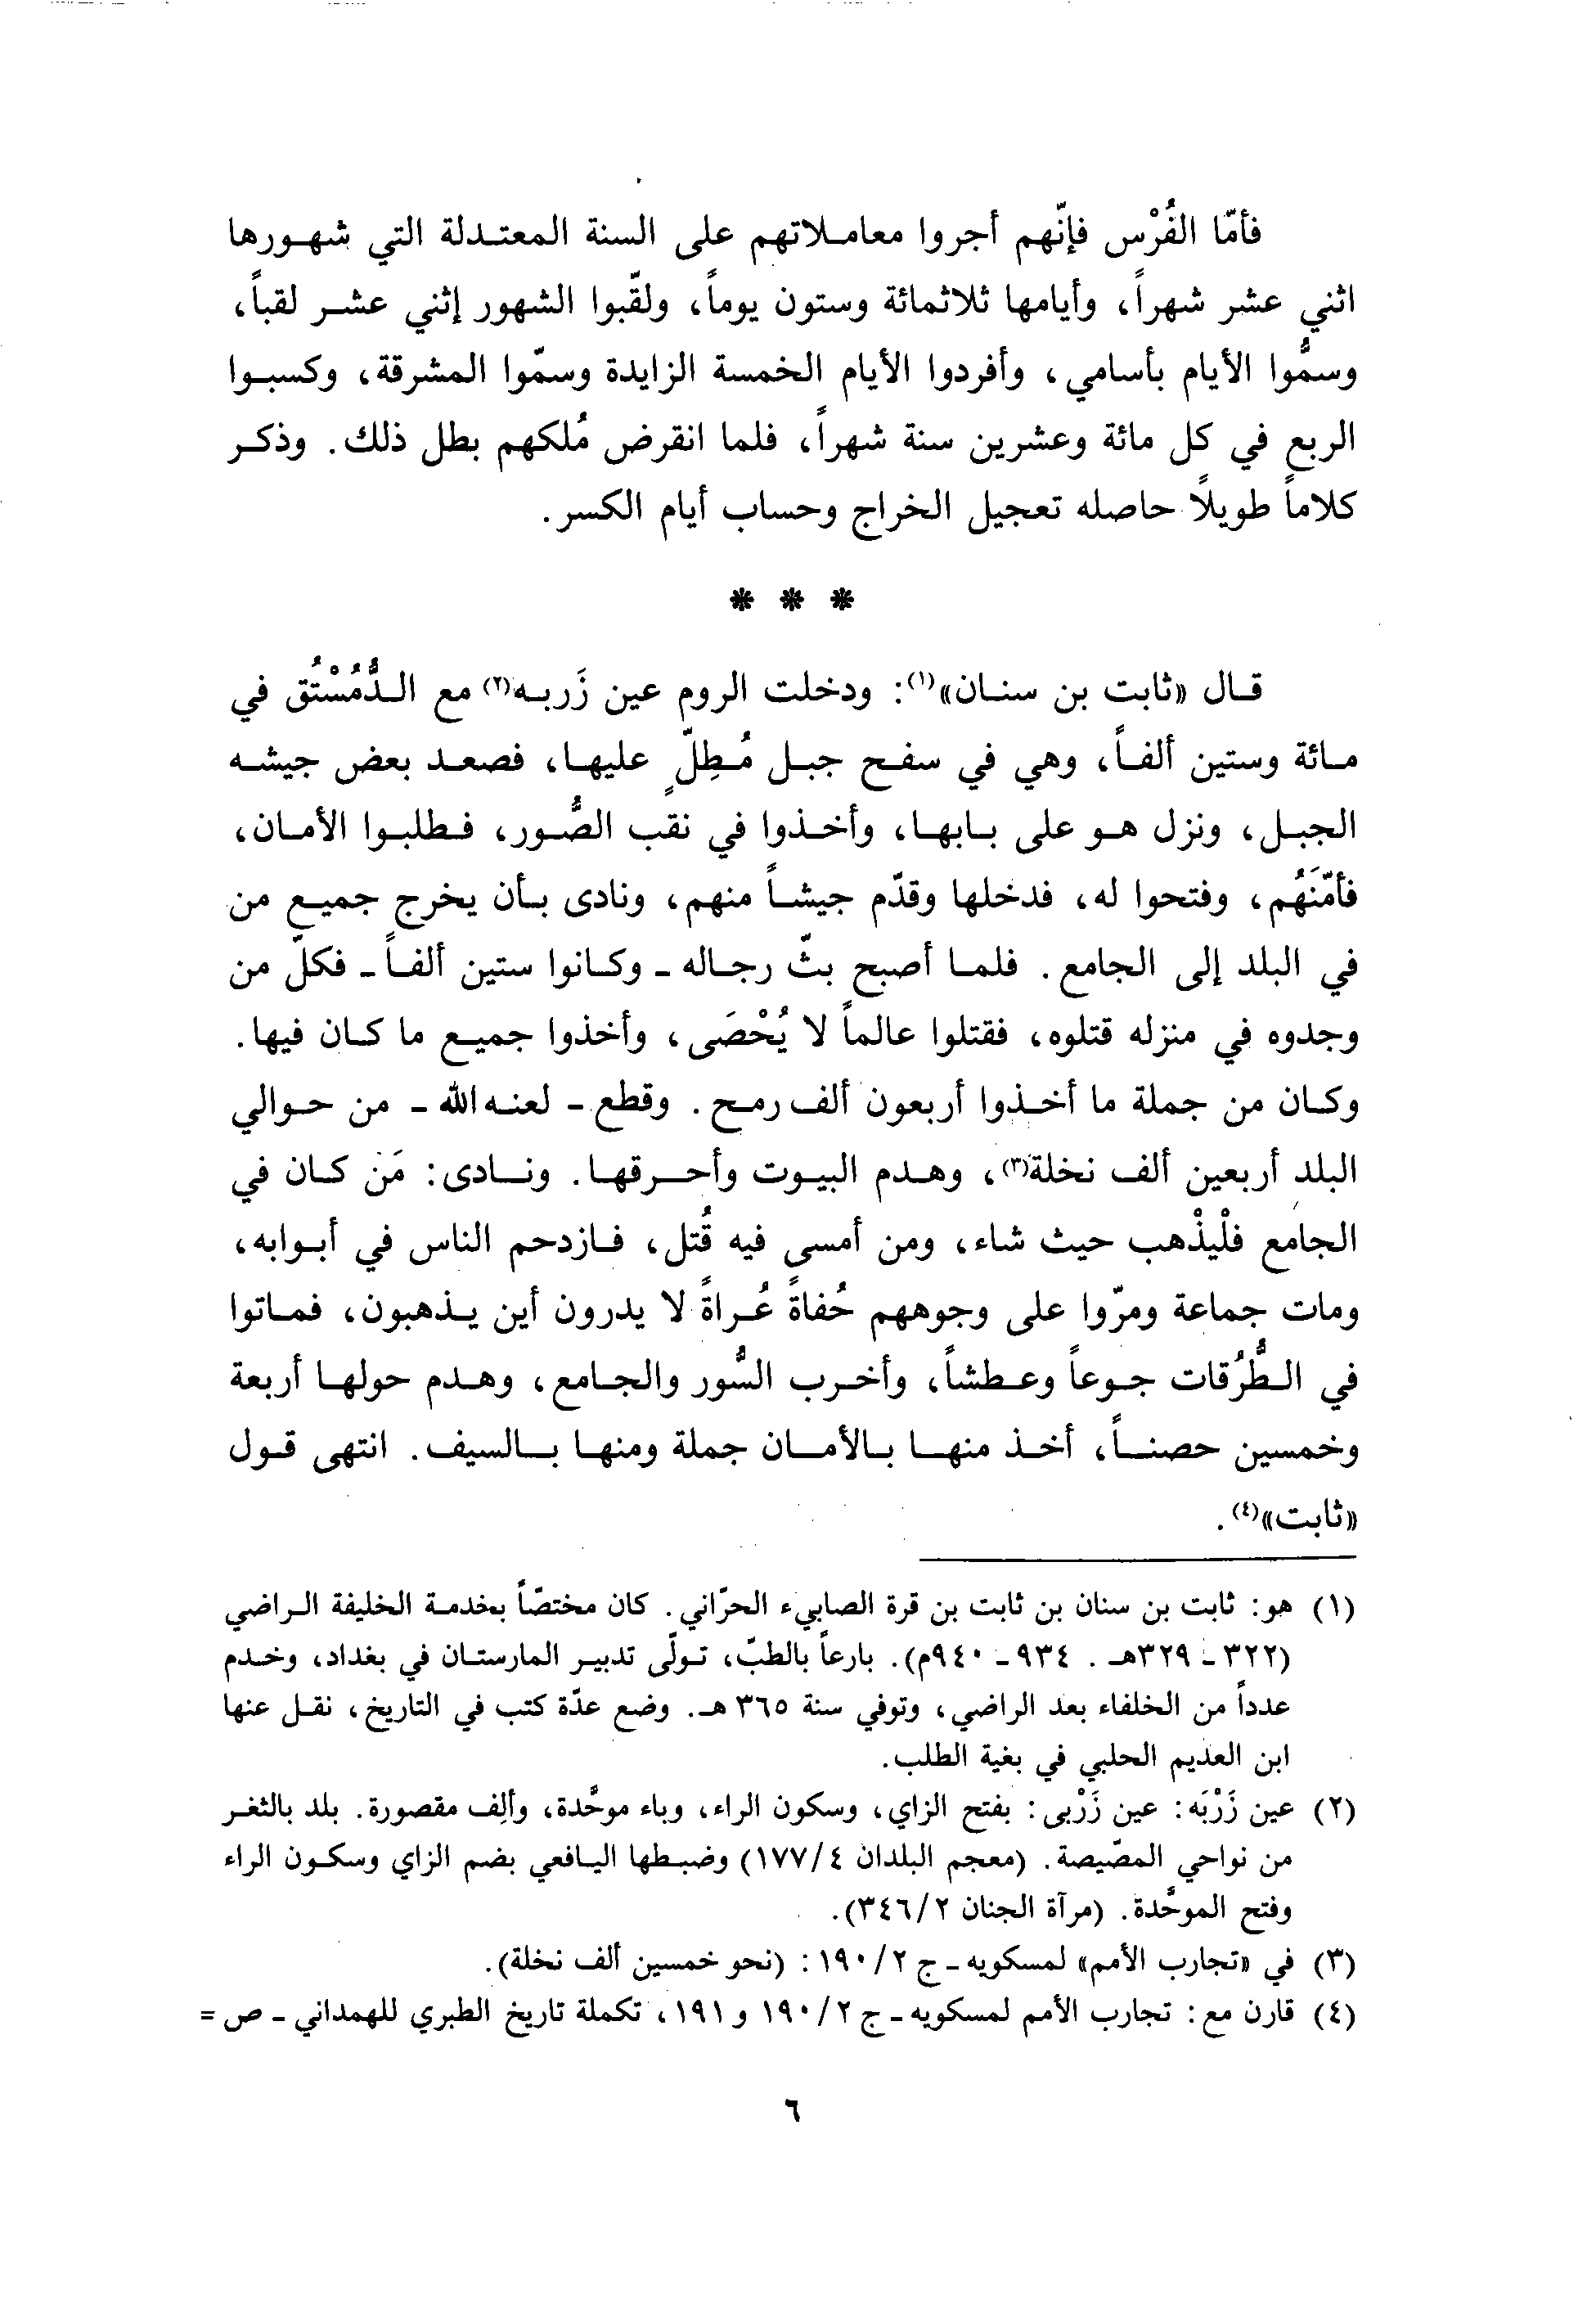 فأمّا الفُرْس فإنّهم أجروا معاملاتهم على السنة المعتدلة التي شهورها
اثني عشر شهراً، وأيامها ثلاثمائة وستون يوماً، ولقّبوا الشهور إثني عشر لقباً،
وسمُّوا الأيام بأسامي، وأفردوا الأيام الخمسة الزايدة وسمّوا المشرقة، وكسبوا
الربع في كل مائة وعشرين سنة شهراً، فلما انقرض مُلكهم بطل ذلك. وذكر
كلاماً طويلاً حاصله تعجيل الخراج وحساب أيام الكسر.
* * *
قال «ثابت بن سنان»(١): ودخلت الروم عين زَربه(٢) مع الدُّمُسْتُق في
مائة وستين ألفاً، وهي في سفح جبل مُطِلّ عليها، فصعد بعض جيشه
الجبل، ونزل هو على بابها، وأخذوا في نقب الصُّور، فطلبوا الأمان،
فأمّنَهُم، وفتحوا له، فدخلها وقدّم جيشاً منهم، ونادى بأن يخرج جميع من
في البلد إلى الجامع. فلما أصبح بثّ رجاله - وكانوا ستين ألفاً - فكلّ من
وجدوه في منزله قتلوه، فقتلوا عالماً لا يُحْصَى، وأخذوا جميع ما كان فيها.
وكان من جملة ما أخذوا أربعون ألف رمح. وقطع - لعنه الله - من حوالي
البلد أربعين ألف نخلة(٣)، وهدم البيوت وأحرقها. ونادى: مَن كان في
الجامع فلْيذْهب حيث شاء، ومن أمسى فيه قُتل، فازدحم الناس في أبوابه،
ومات جماعة ومرّوا على وجوههم حُفاةً عُراةً لا يدرون أين يذهبون، فماتوا
في الطُّرُقات جوعاً وعطشاً، وأخرب السُّور والجامع، وهدم حولها أربعة
وخمسين حصناً، أخذ منها بالأمان جملة ومنها بالسيف. انتهى قول
«ثابت»(٤).
(١) هو: ثابت بن سنان بن ثابت بن قرة الصابيء الحرّاني. كان مختصّاً بخدمة الخليفة الراضي
(٣٢٢ - ٣٢٩هـ. ٩٣٤ - ٩٤٠م). بارعاً بالطبّ، تولّى تدبير المارستان في بغداد، وخدم
عدداً من الخلفاء بعد الراضي، وتوفي سنة ٣٦٥ هـ. وضع عدّة كتب في التاريخ، نقل عنها
ابن العديم الحلبي في بغية الطلب.
(٢) عين زَرْبَه: عين زَرْبى: بفتح الزاي، وسكون الراء، وباء موحَّدة، وألِف مقصورة. بلد بالثغر
من نواحي المصّيصة. (معجم البلدان ٤/١٧٧) وضبطها اليافعي بضم الزاي وسكون الراء
وفتح الموحَّدة. (مرآة الجنان ٢/٣٤٦).
(٣) في «تجارب الأمم» لمسكويه - ج ٢/١٩٠: (نحو خمسين ألف نخلة).
(٤) قارن مع: تجارب الأمم لمسكويه - ج ٢/١٩٠ و ١٩١، تكملة تاريخ الطبري للهمداني - ص =
٦